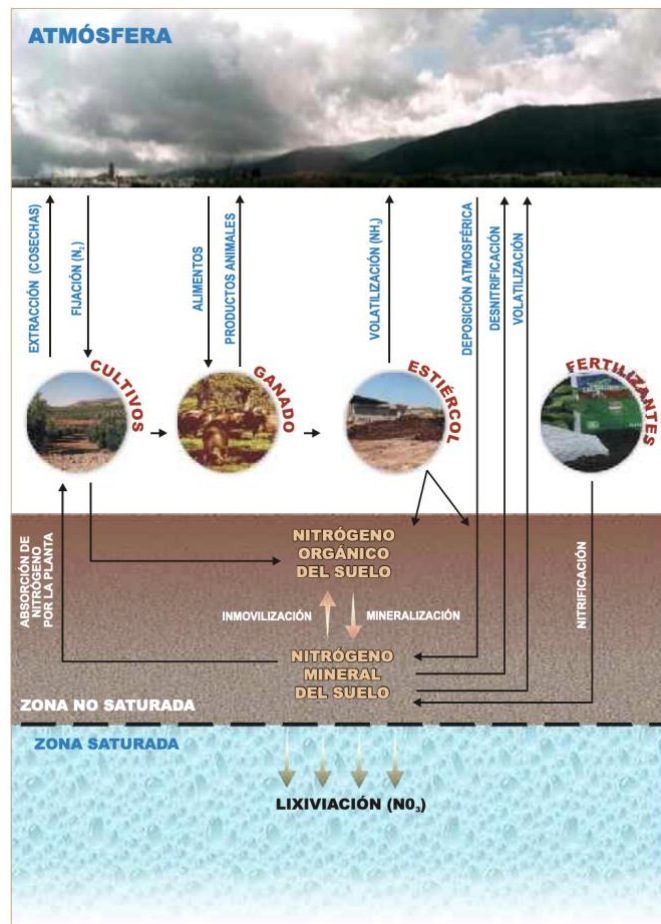 ATMÓSFERA
EXTRACCIÓN (COSECHAS)
FIJACIÓN (N2)
ALIMENTOS
PRODUCTOS ANIMALES
VOLATILIZACIÓN (NH3)
DEPOSICIÓN ATMOSFÉRICA
DESNITRIFICACIÓN
VOLATILIZACIÓN
CULTIVOS
GANADO
ESTIÉRCOL
FERTILIZANTES
ABSORCIÓN DE
NITRÓGENO
POR LA PLANTA
NITRÓGENO
ORGÁNICO
DEL SUELO
INMOVILIZACIÓN
MINERALIZACIÓN
NITRIFICACIÓN
NITRÓGENO
MINERAL
DEL SUELO
ZONA NO SATURADA
ZONA SATURADA
LIXIVIACIÓN (N03)